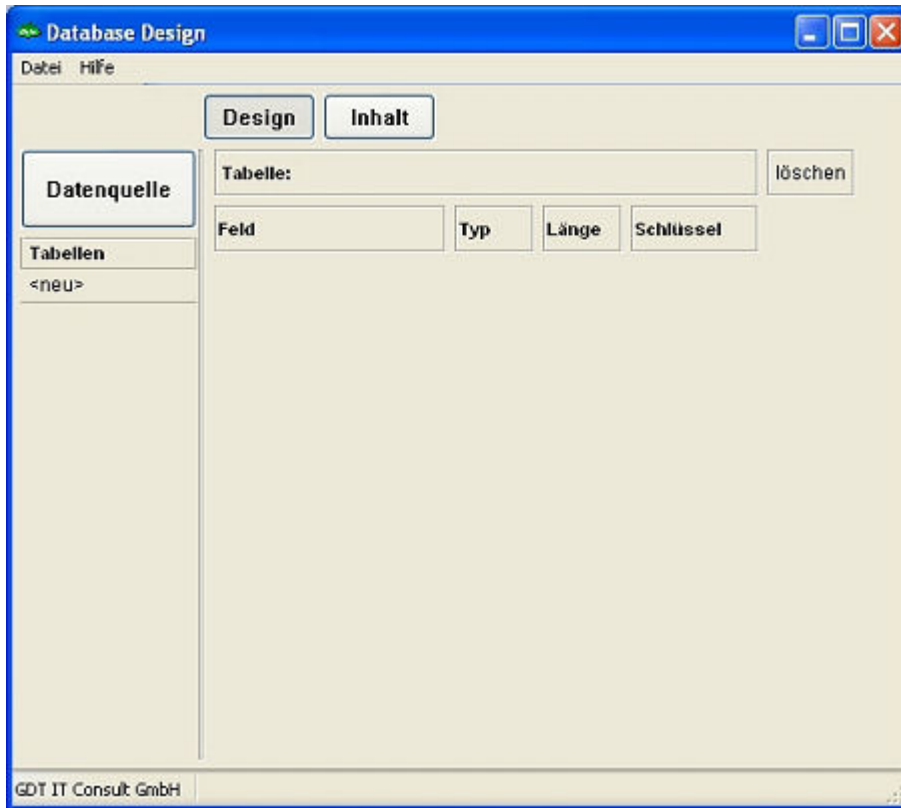 Database Design
Datei Hilfe
Design Inhalt
Datenquelle
Tabelle: löschen
Feld Typ Länge Schlüssel
Tabellen
<neu>
GDT IT Consult GmbH